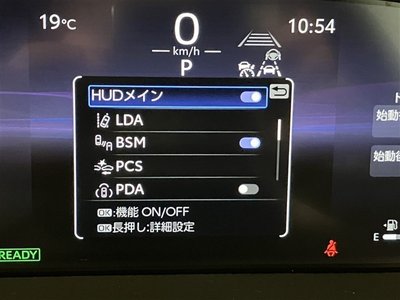 19℃
0
km/h
P
10:54
HUDメイン
LDA
BSM
PCS
PDA
OK:機能 ON/OFF
OK長押し:詳細設定
始動
始動
READY
E